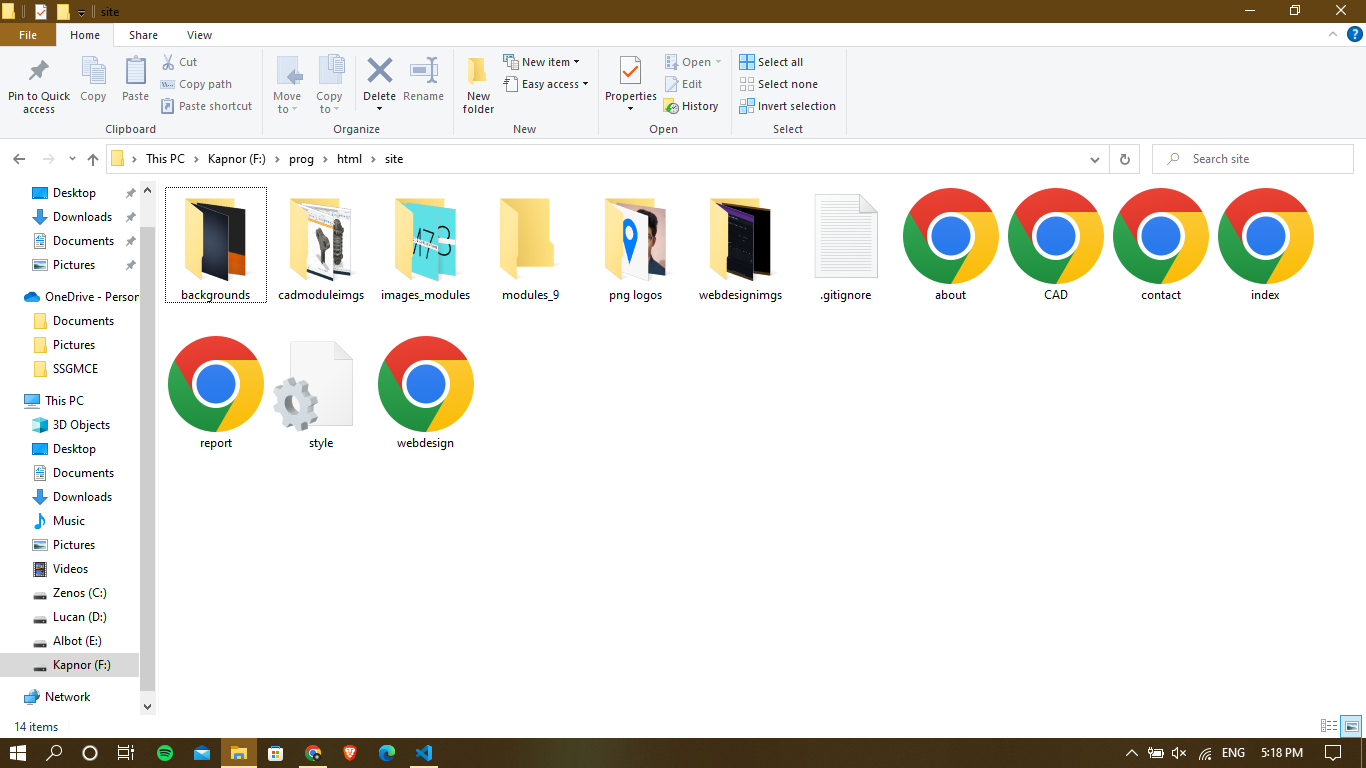 site
File Home Share View
Pin to Quick access
Copy
Paste
Cut
Copy path
Paste shortcut
Clipboard
Move to
Copy to
Delete
Rename
Organize
New folder
New item
Easy access
New
Properties
Open
Edit
History
Open
Select all
Select none
Invert selection
Select
This PC Kapnor (F:) prog html site
Search site
Desktop
Downloads
Documents
Pictures
OneDrive - Person
Documents
Pictures
SSGMCE
This PC
3D Objects
Desktop
Documents
Downloads
Music
Pictures
Videos
Zenos (C:)
Lucan (D:)
Albot (E:)
Kapnor (F:)
Network
backgrounds cadmoduleimgs images_modules modules_9 png logos webdesignimgs .gitignore about CAD contact index
report style webdesign
14 items
ENG 5:18 PM